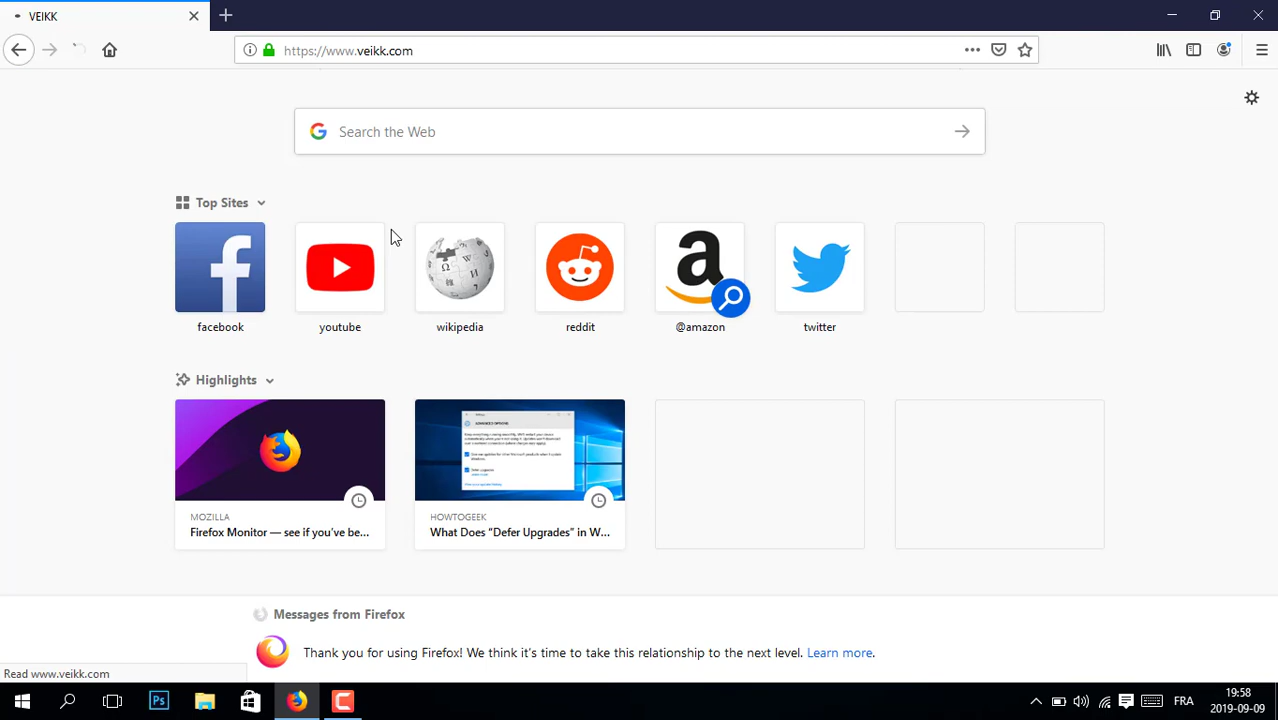 VEIKK
https://www.veikk.com
Search the Web
Top Sites
facebook
youtube
wikipedia
reddit
@amazon
twitter
Highlights
ADVANCED OPTIONS
MOZILLA
Firefox Monitor — see if you've be...
HOWTOGEEK
What Does “Defer Upgrades” in W...
Messages from Firefox
Thank you for using Firefox! We think it's time to take this relationship to the next level. Learn more.
Read www.veikk.com
Ps
FRA
19:58
2019-09-09